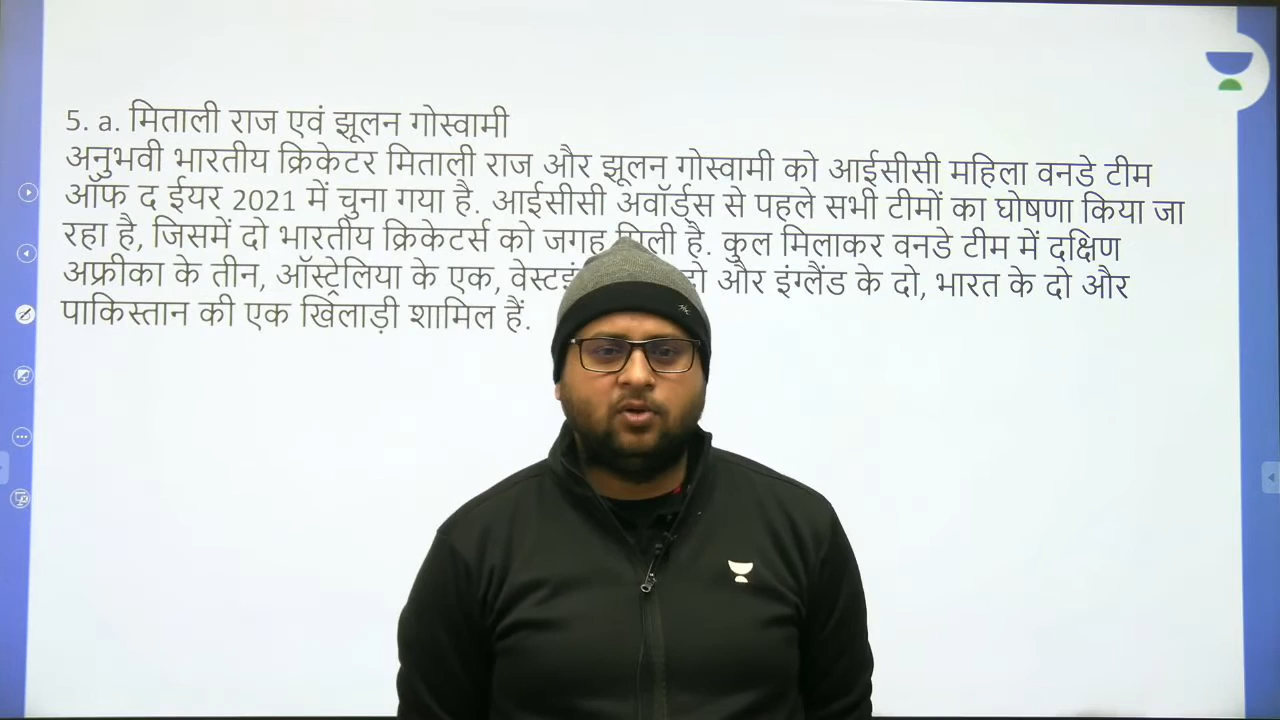 5. a. मिताली राज एवं झूलन गोस्वामी
अनुभवी भारतीय क्रिकेटर मिताली राज और झूलन गोस्वामी को आईसीसी महिला वनडे टीम
ऑफ द ईयर 2021 में चुना गया है. आईसीसी अवॉर्ड्स से पहले सभी टीमों का घोषणा किया जा
रहा है, जिसमें दो भारतीय क्रिकेटर्स को जगह मिली है. कुल मिलाकर वनडे टीम में दक्षिण
अफ्रीका के तीन, ऑस्ट्रेलिया के एक, दो और इंग्लैंड के दो, भारत के दो और
पाकिस्तान की एक खिलाड़ी शामिल हैं.